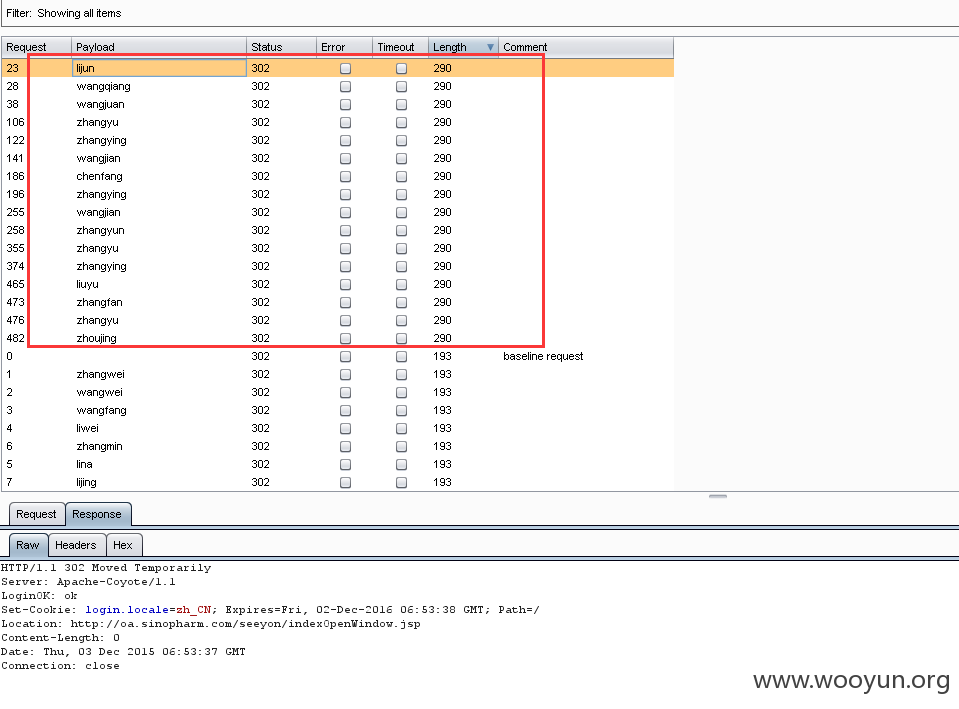 Filter: Showing all items
Request Payload Status Error Timeout Length Comment
23 lijun 302 290
28 wangqiang 302 290
38 wangjuan 302 290
106 zhangyu 302 290
122 zhangying 302 290
141 wangjian 302 290
186 chenfang 302 290
196 zhangying 302 290
255 wangjian 302 290
258 zhangyun 302 290
355 zhangyu 302 290
374 zhangying 302 290
465 liuyu 302 290
473 zhangfan 302 290
476 zhangyu 302 290
482 zhoujing 302 290
0 302 193 baseline request
1 zhangwei 302 193
2 wangwei 302 193
3 wangfang 302 193
4 liwei 302 193
6 zhangmin 302 193
5 lina 302 193
7 lijing 302 193
Request Response
Raw Headers Hex
HTTP/1.1 302 Moved Temporarily
Server: Apache-Coyote/1.1
LoginOK: ok
Set-Cookie: login.locale=zh_CN; Expires=Fri, 02-Dec-2016 06:53:38 GMT; Path=/
Location: http://oa.sinopharm.com/seeyon/indexOpenWindow.jsp
Content-Length: 0
Date: Thu, 03 Dec 2015 06:53:37 GMT
Connection: close
www.wooyun.org